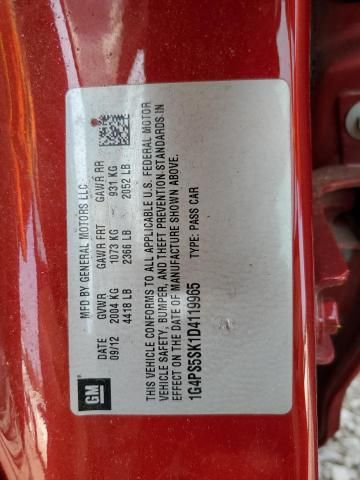 GM
MFD BY GENERAL MOTORS LLC.
DATE GVWR GAWR FRT GAWR RR
09/12 2004 KG 1073 KG 931 KG
4418 LB 2366 LB 2052 LB
THIS VEHICLE CONFORMS TO ALL APPLICABLE U.S. FEDERAL MOTOR
VEHICLE SAFETY, BUMPER, AND THEFT PREVENTION STANDARDS IN
EFFECT ON THE DATE OF MANUFACTURE SHOWN ABOVE.
1G4PS5SK1D4119965 TYPE: PASS CAR